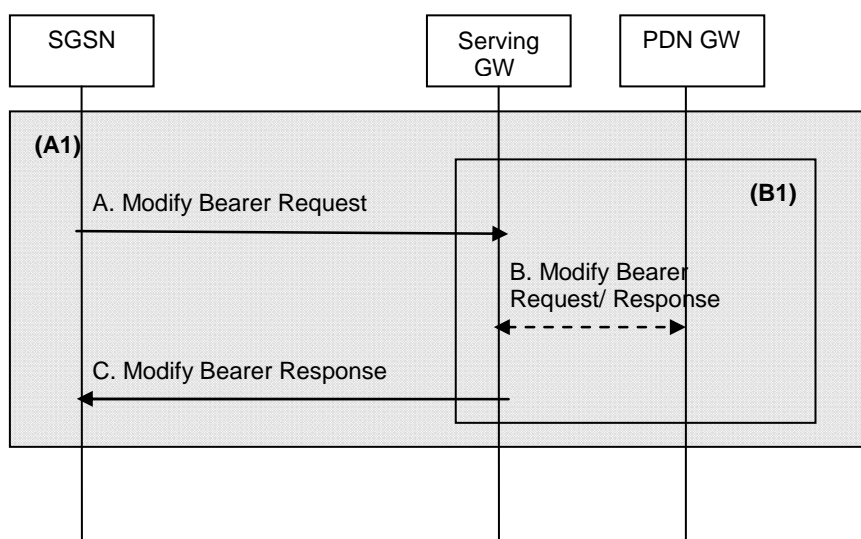 SGSN
Serving
GW
PDN GW
(A1)
(B1)
A. Modify Bearer Request
B. Modify Bearer
Request/ Response
C. Modify Bearer Response